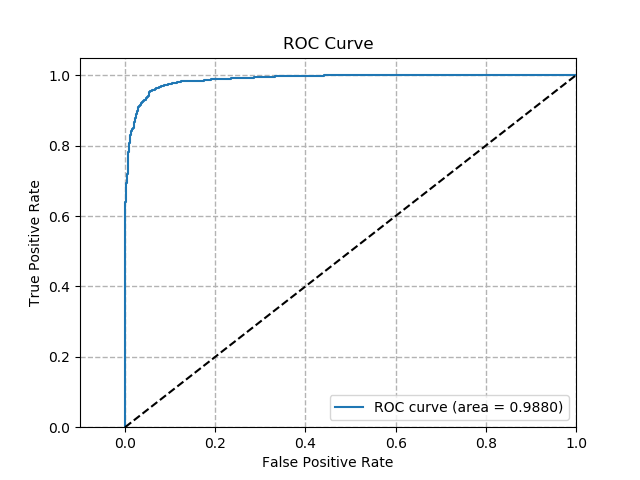 ROC Curve
True Positive Rate
1.0
0.8
0.6
0.4
0.2
0.0
ROC curve (area = 0.9880)
0.0 0.2 0.4 0.6 0.8 1.0
False Positive Rate